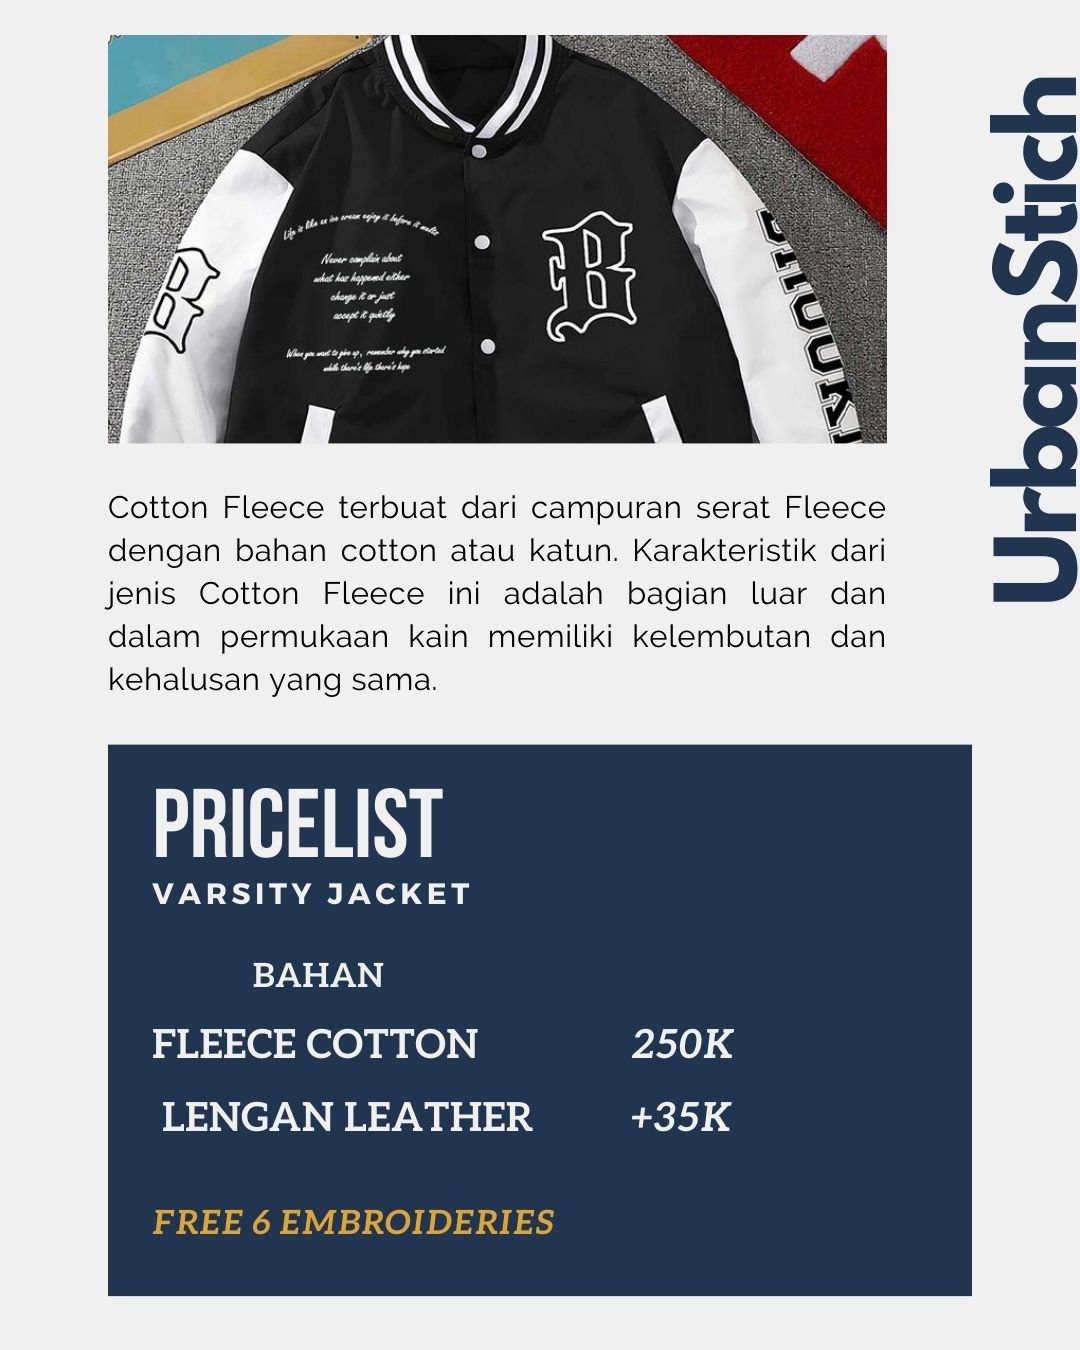 Life is like an ice cream enjoy it before it melts
Never complain about
what has happened either
change it or just
accept it quietly
When you want to give up, remember why you started
while there's life there's hope
B
B
UrbanStich
Cotton Fleece terbuat dari campuran serat Fleece
dengan bahan cotton atau katun. Karakteristik dari
jenis Cotton Fleece ini adalah bagian luar dan
dalam permukaan kain memiliki kelembutan dan
kehalusan yang sama.
PRICELIST
VARSITY JACKET
BAHAN
FLEECE COTTON 250K
LENGAN LEATHER +35K
FREE 6 EMBROIDERIES